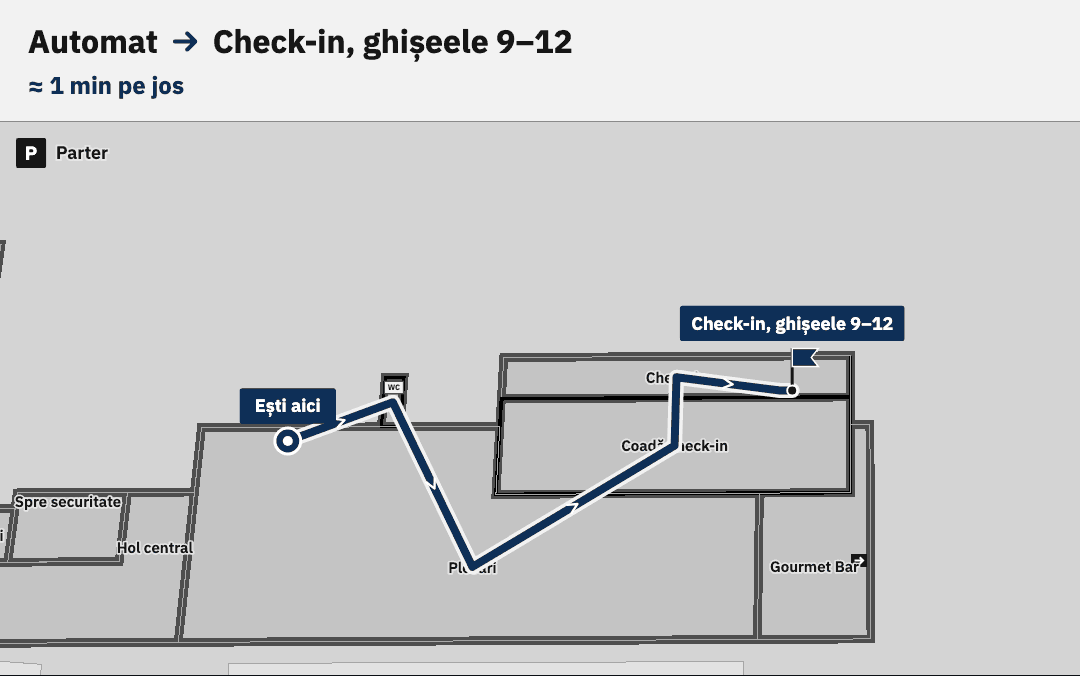 Automat → Check-in, ghișeele 9–12
≈ 1 min pe jos
P Parter
Check-in, ghișeele 9–12
WC
Ești aici
Spre securitate
Hol central
Gourmet Bar